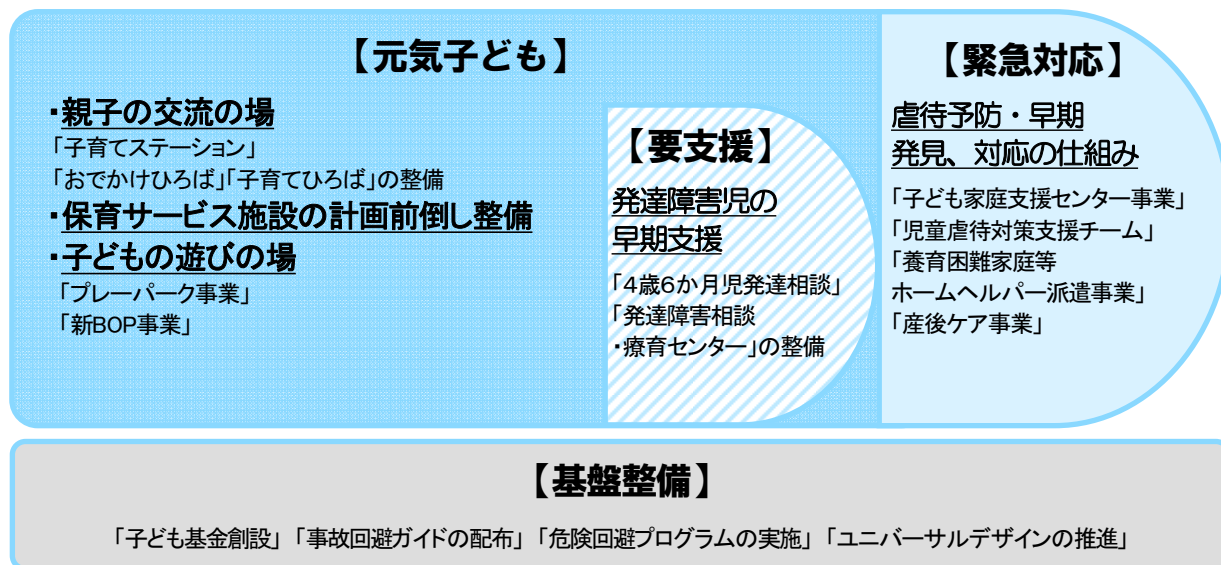 【元気子ども】
・親子の交流の場
「子育てステーション」
「おでかけひろば」「子育てひろば」の整備
・保育サービス施設の計画前倒し整備
・子どもの遊びの場
「プレーパーク事業」
「新BOP事業」
【要支援】
発達障害児の
早期支援
「4歳6か月児発達相談」
「発達障害相談
・療育センター」の整備
【緊急対応】
虐待予防・早期
発見、対応の仕組み
「子ども家庭支援センター事業」
「児童虐待対策支援チーム」
「養育困難家庭等
ホームヘルパー派遣事業」
「産後ケア事業」
【基盤整備】
「子ども基金創設」「事故回避ガイドの配布」「危険回避プログラムの実施」「ユニバーサルデザインの推進」